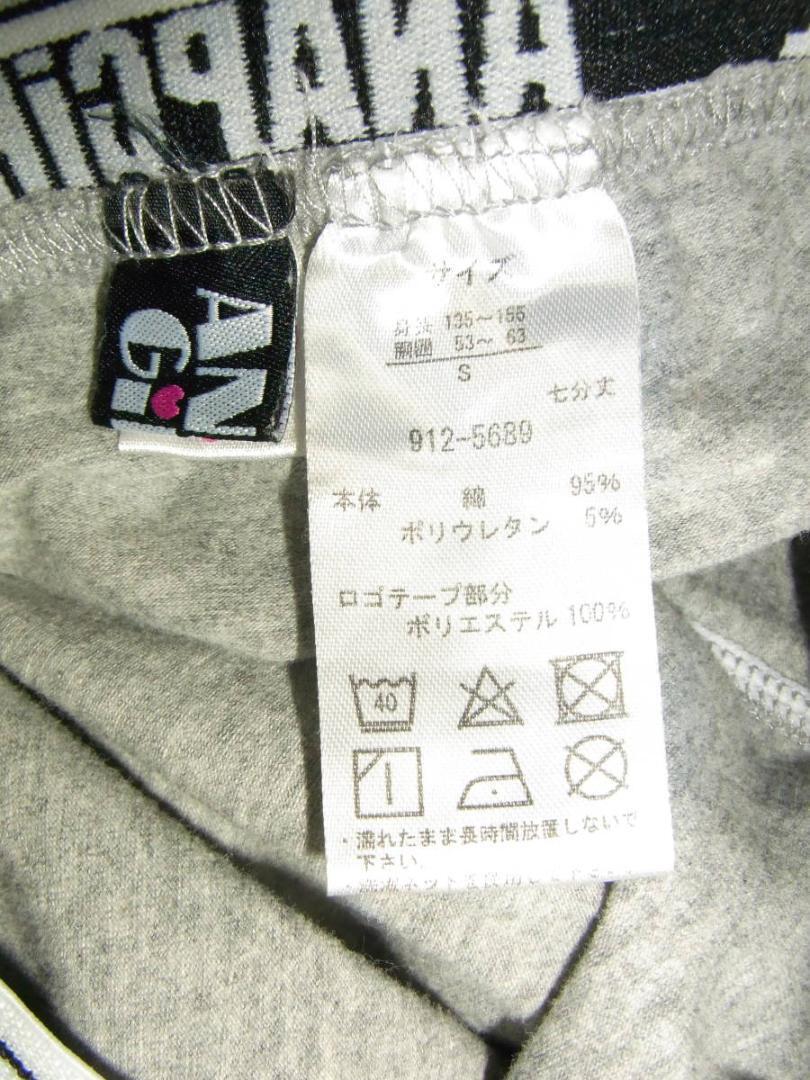 ANAPGiR
AN
Gi
サイズ
身長 135～155
胴囲 53～ 63
S
七分丈
912-5689
本体 綿 95%
ポリウレタン 5%
ロゴテープ部分
ポリエステル 100%
40
・濡れたまま長時間放置しないで
下さい。